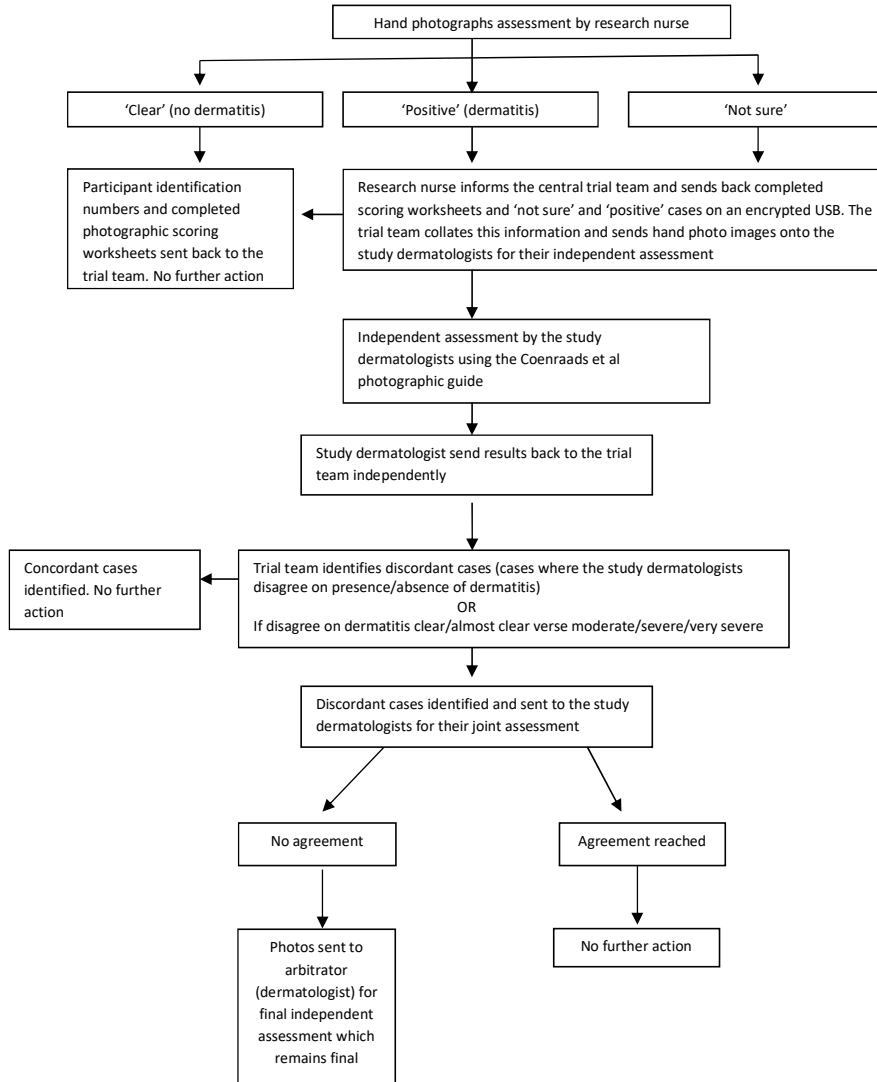 Hand photographs assessment by research nurse
‘Clear’ (no dermatitis)
‘Positive’ (dermatitis)
‘Not sure’
Participant identification
numbers and completed
photographic scoring
worksheets sent back to
the trial team. No further
action
Research nurse informs the central trial team and sends back completed
scoring worksheets and ‘not sure’ and ‘positive’ cases on an encrypted USB. The
trial team collates this information and sends hand photo images onto the
study dermatologists for their independent assessment
Independent assessment by the study
dermatologists using the Coenraads et al
photographic guide
Study dermatologist send results back to the trial
team independently
Concordant cases
identified. No further
action
Trial team identifies discordant cases (cases where the study dermatologists
disagree on presence/absence of dermatitis)
OR
If disagree on dermatitis clear/almost clear verse moderate/severe/very severe
Discordant cases identified and sent to the study
dermatologists for their joint assessment
No agreement
Agreement reached
Photos sent to
arbitrator
(dermatologist) for
final independent
assessment which
remains final
No further action